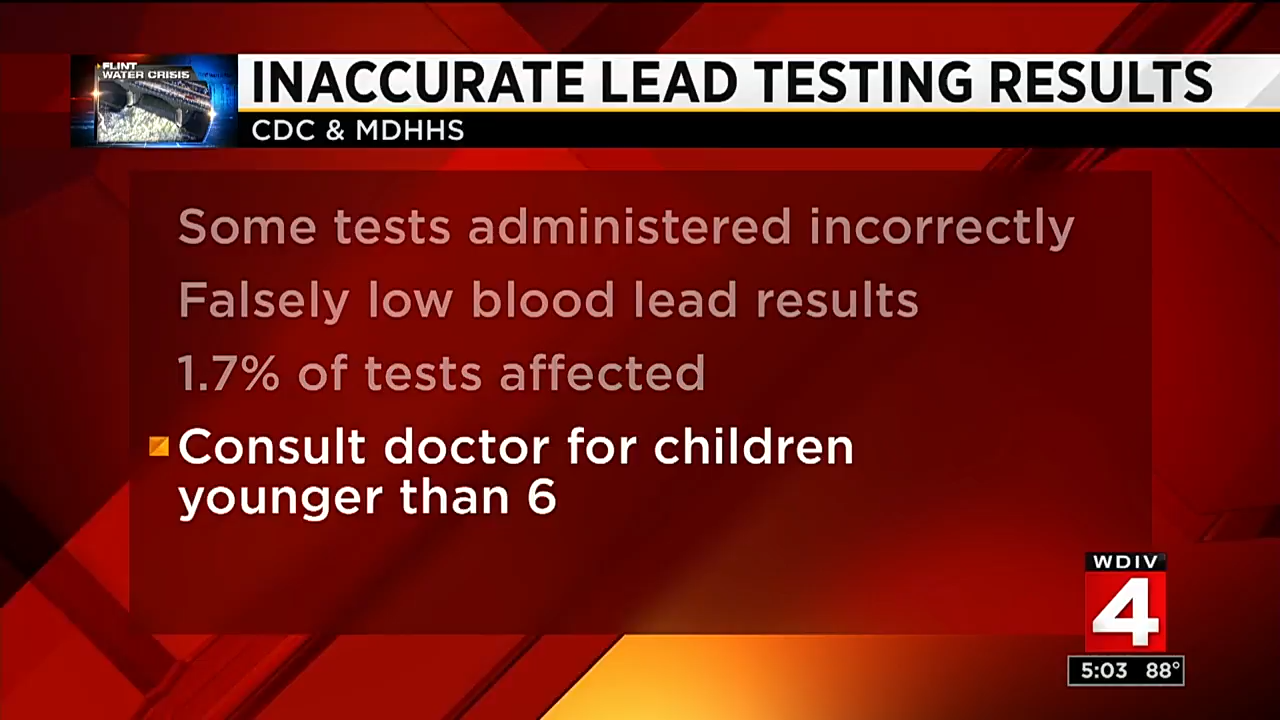 FLINT
WATER CRISIS
INACCURATE LEAD TESTING RESULTS
CDC & MDHHS
Some tests administered incorrectly
Falsely low blood lead results
1.7% of tests affected
Consult doctor for children
younger than 6
WDIV
4
5:03 88°